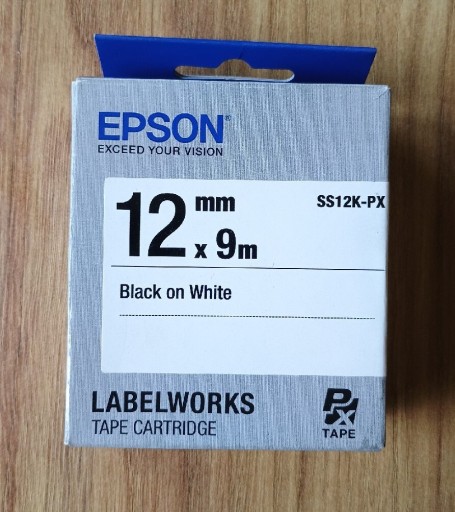 EPSON®
EXCEED YOUR VISION
12 mm x 9m
SS12K-PX
Black on White
LABELWORKS
TAPE CARTRIDGE
PX
TAPE